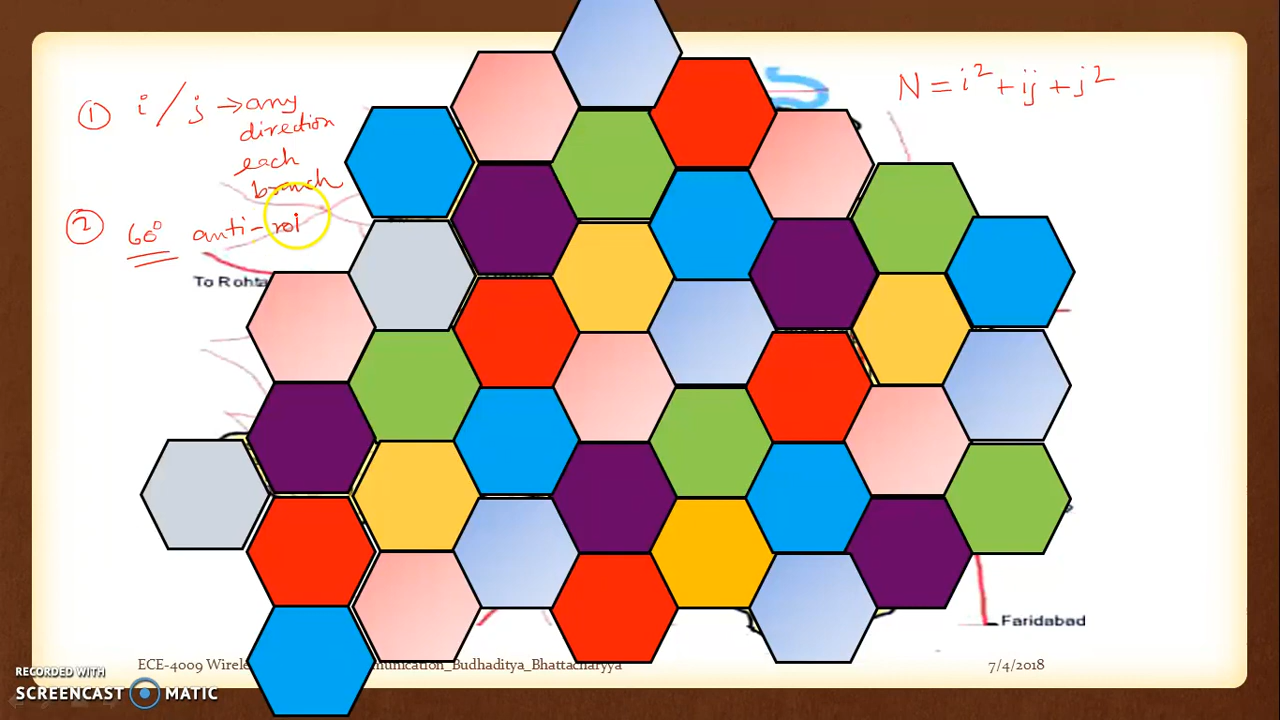 ① i / j → any
direction
each
branch
N = i² + ij + j²
② 60° anti-
To Rohta
Faridabad
ECE-4009 Wirele
nunication_Budhaditya_Bhattacharyya
7/4/2018
RECORDED WITH
SCREENCAST MATIC